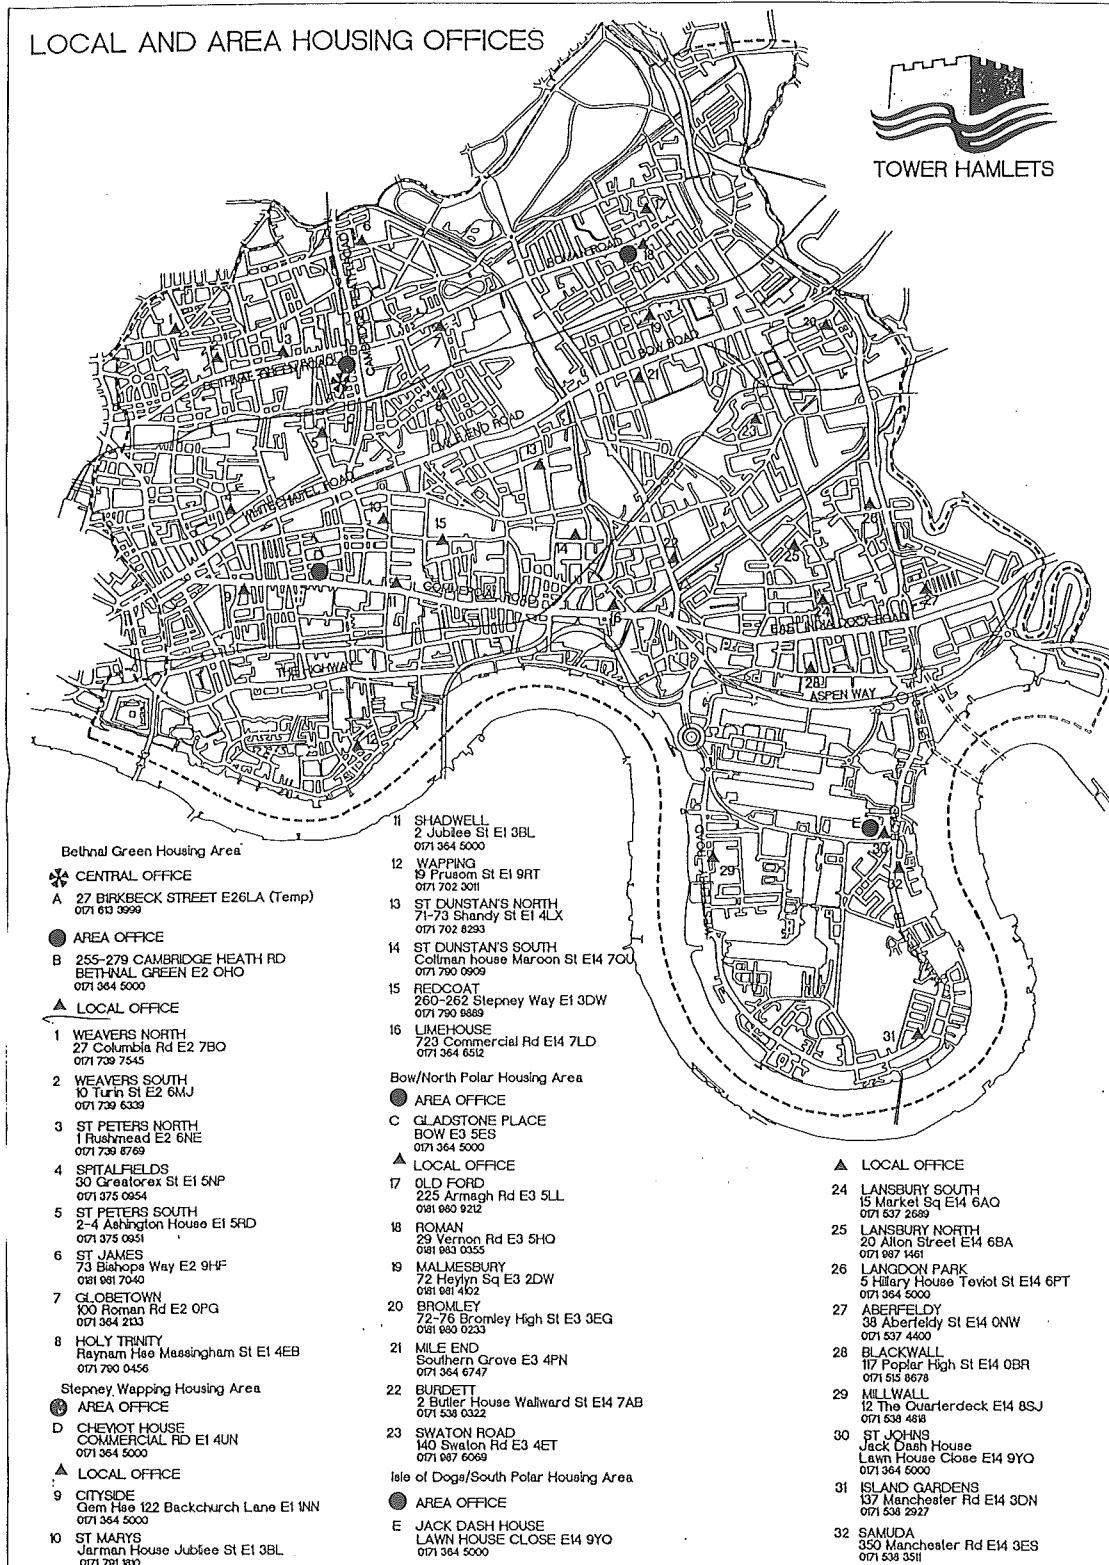 LOCAL AND AREA HOUSING OFFICES
TOWER HAMLETS
BOW ROAD
MILE END ROAD
WHITECHAPEL ROAD
COMMERCIAL ROAD
THE HIGHWAY
EAST INDIA DOCK ROAD
ASPEN WAY
Bethnal Green Housing Area
CENTRAL OFFICE
A 27 BIRKBECK STREET E26LA (Temp)
0171 613 3999
AREA OFFICE
B 255-279 CAMBRIDGE HEATH RD
BETHNAL GREEN E2 OHO
0171 364 5000
LOCAL OFFICE
1 WEAVERS NORTH
27 Columbia Rd E2 7BQ
0171 739 7545
2 WEAVERS SOUTH
10 Turin St E2 6MJ
0171 739 6339
3 ST PETERS NORTH
1 Rushmead E2 6NE
0171 739 8769
4 SPITALFIELDS
30 Greatorex St E1 5NP
0171 375 0954
5 ST PETERS SOUTH
2-4 Ashington House E1 5RD
0171 375 0951
6 ST JAMES
73 Bishops Way E2 9HF
0181 981 7040
7 GLOBETOWN
100 Roman Rd E2 0PG
0171 364 2133
8 HOLY TRINITY
Raynam Hse Massingham St E1 4EB
0171 790 0456
Stepney Wapping Housing Area
AREA OFFICE
D CHEVIOT HOUSE
COMMERCIAL RD E1 4UN
0171 364 5000
LOCAL OFFICE
9 CITYSIDE
Gem Hse 122 Backchurch Lane E1 1NN
0171 364 5000
10 ST MARYS
Jarman House Jubilee St E1 3BL
0171 791 1810
11 SHADWELL
2 Jubilee St E1 3BL
0171 364 5000
12 WAPPING
19 Prusom St E1 9RT
0171 702 3011
13 ST DUNSTAN'S NORTH
71-73 Shandy St E1 4LX
0171 702 8293
14 ST DUNSTAN'S SOUTH
Coltman house Maroon St E14 7QU
0171 790 0909
15 REDCOAT
260-262 Stepney Way E1 3DW
0171 790 9889
16 LIMEHOUSE
723 Commercial Rd E14 7LD
0171 364 6512
Bow/North Polar Housing Area
AREA OFFICE
C GLADSTONE PLACE
BOW E3 5ES
0171 364 5000
LOCAL OFFICE
17 OLD FORD
225 Armagh Rd E3 5LL
0181 980 9212
18 ROMAN
29 Vernon Rd E3 5HQ
0181 983 0355
19 MALMESBURY
72 Heylyn Sq E3 2DW
0181 981 4102
20 BROMLEY
72-76 Bromley High St E3 3EG
0181 980 0233
21 MILE END
Southern Grove E3 4PN
0171 364 6747
22 BURDETT
2 Butler House Wallward St E14 7AB
0171 538 0322
23 SWATON ROAD
140 Swaton Rd E3 4ET
0171 987 6069
Isle of Dogs/South Polar Housing Area
AREA OFFICE
E JACK DASH HOUSE
LAWN HOUSE CLOSE E14 9YQ
0171 364 5000
LOCAL OFFICE
24 LANSBURY SOUTH
15 Market Sq E14 6AQ
0171 537 2689
25 LANSBURY NORTH
20 Alton Street E14 6BA
0171 987 1461
26 LANGDON PARK
5 Hillary House Teviot St E14 6PT
0171 364 5000
27 ABERFELDY
38 Aberfeldy St E14 0NW
0171 537 4400
28 BLACKWALL
117 Poplar High St E14 0BR
0171 515 8678
29 MILLWALL
12 The Quarterdeck E14 8SJ
0171 538 4818
30 ST JOHNS
Jack Dash House
Lawn House Close E14 9YQ
0171 364 5000
31 ISLAND GARDENS
137 Manchester Rd E14 3DN
0171 538 2927
32 SAMUDA
350 Manchester Rd E14 3ES
0171 538 3511